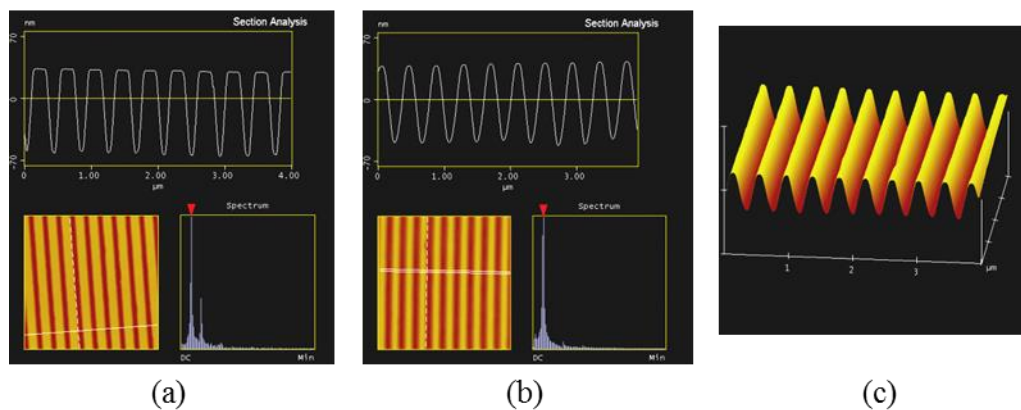 nm
Section Analysis
70
0
-70
0
1.00
2.00
3.00
4.00
µm
Spectrum
DC
Min
nm
Section Analysis
70
0
-70
0
1.00
2.00
3.00
µm
Spectrum
DC
Min
1
2
3
µm
(a)
(b)
(c)